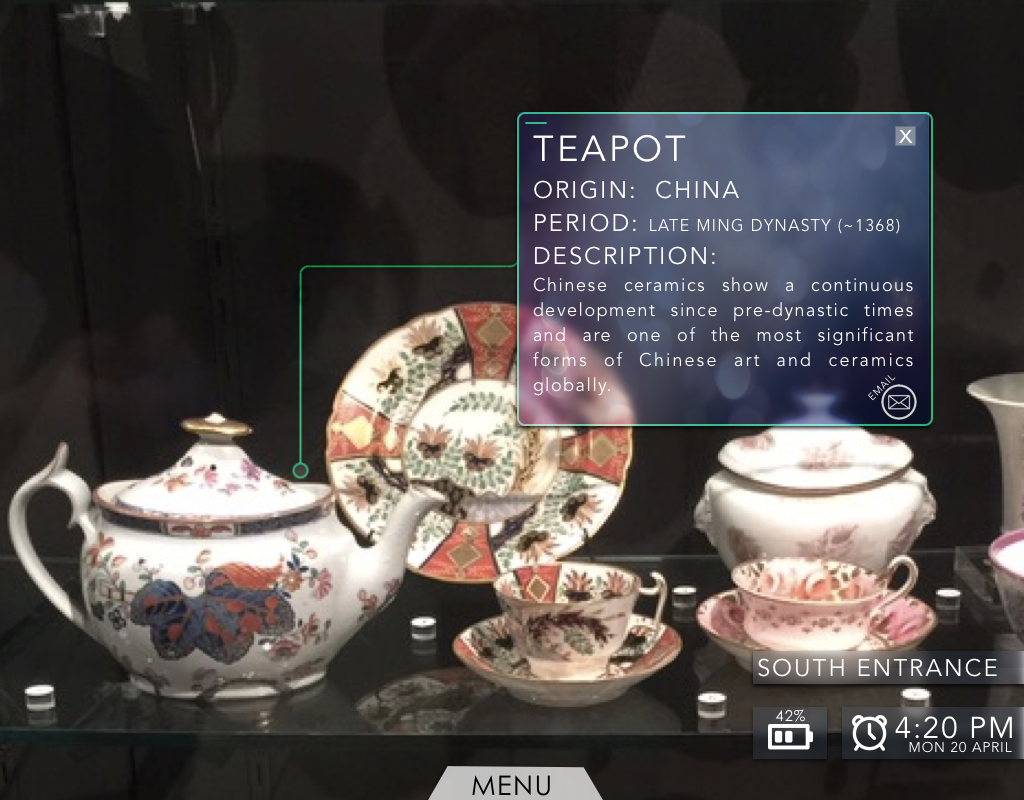 TEAPOT
X
ORIGIN: CHINA
PERIOD: LATE MING DYNASTY (~1368)
DESCRIPTION:
Chinese ceramics show a continuous
development since pre-dynastic times
and are one of the most significant
forms of Chinese art and ceramics
globally.
EMAIL
SOUTH ENTRANCE
42%
4:20 PM
MON 20 APRIL
MENU